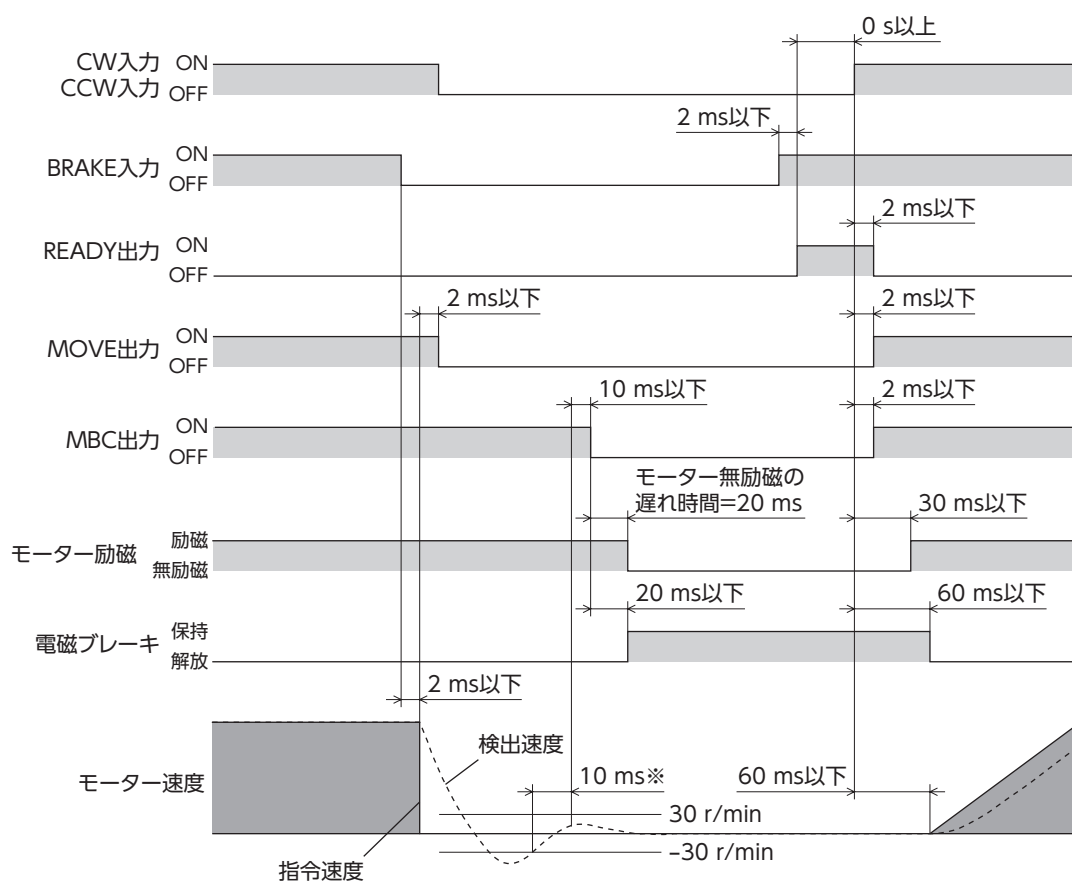 0 s以上
CW入力 ON
CCW入力 OFF
2 ms以下
BRAKE入力 ON
OFF
2 ms以下
READY出力 ON
OFF
2 ms以下
2 ms以下
MOVE出力 ON
OFF
10 ms以下
2 ms以下
MBC出力 ON
OFF
モーター無励磁の
遅れ時間=20 ms
30 ms以下
モーター励磁 励磁
無励磁
20 ms以下
60 ms以下
電磁ブレーキ 保持
解放
2 ms以下
検出速度
モーター速度
10 ms※
60 ms以下
30 r/min
–30 r/min
指令速度